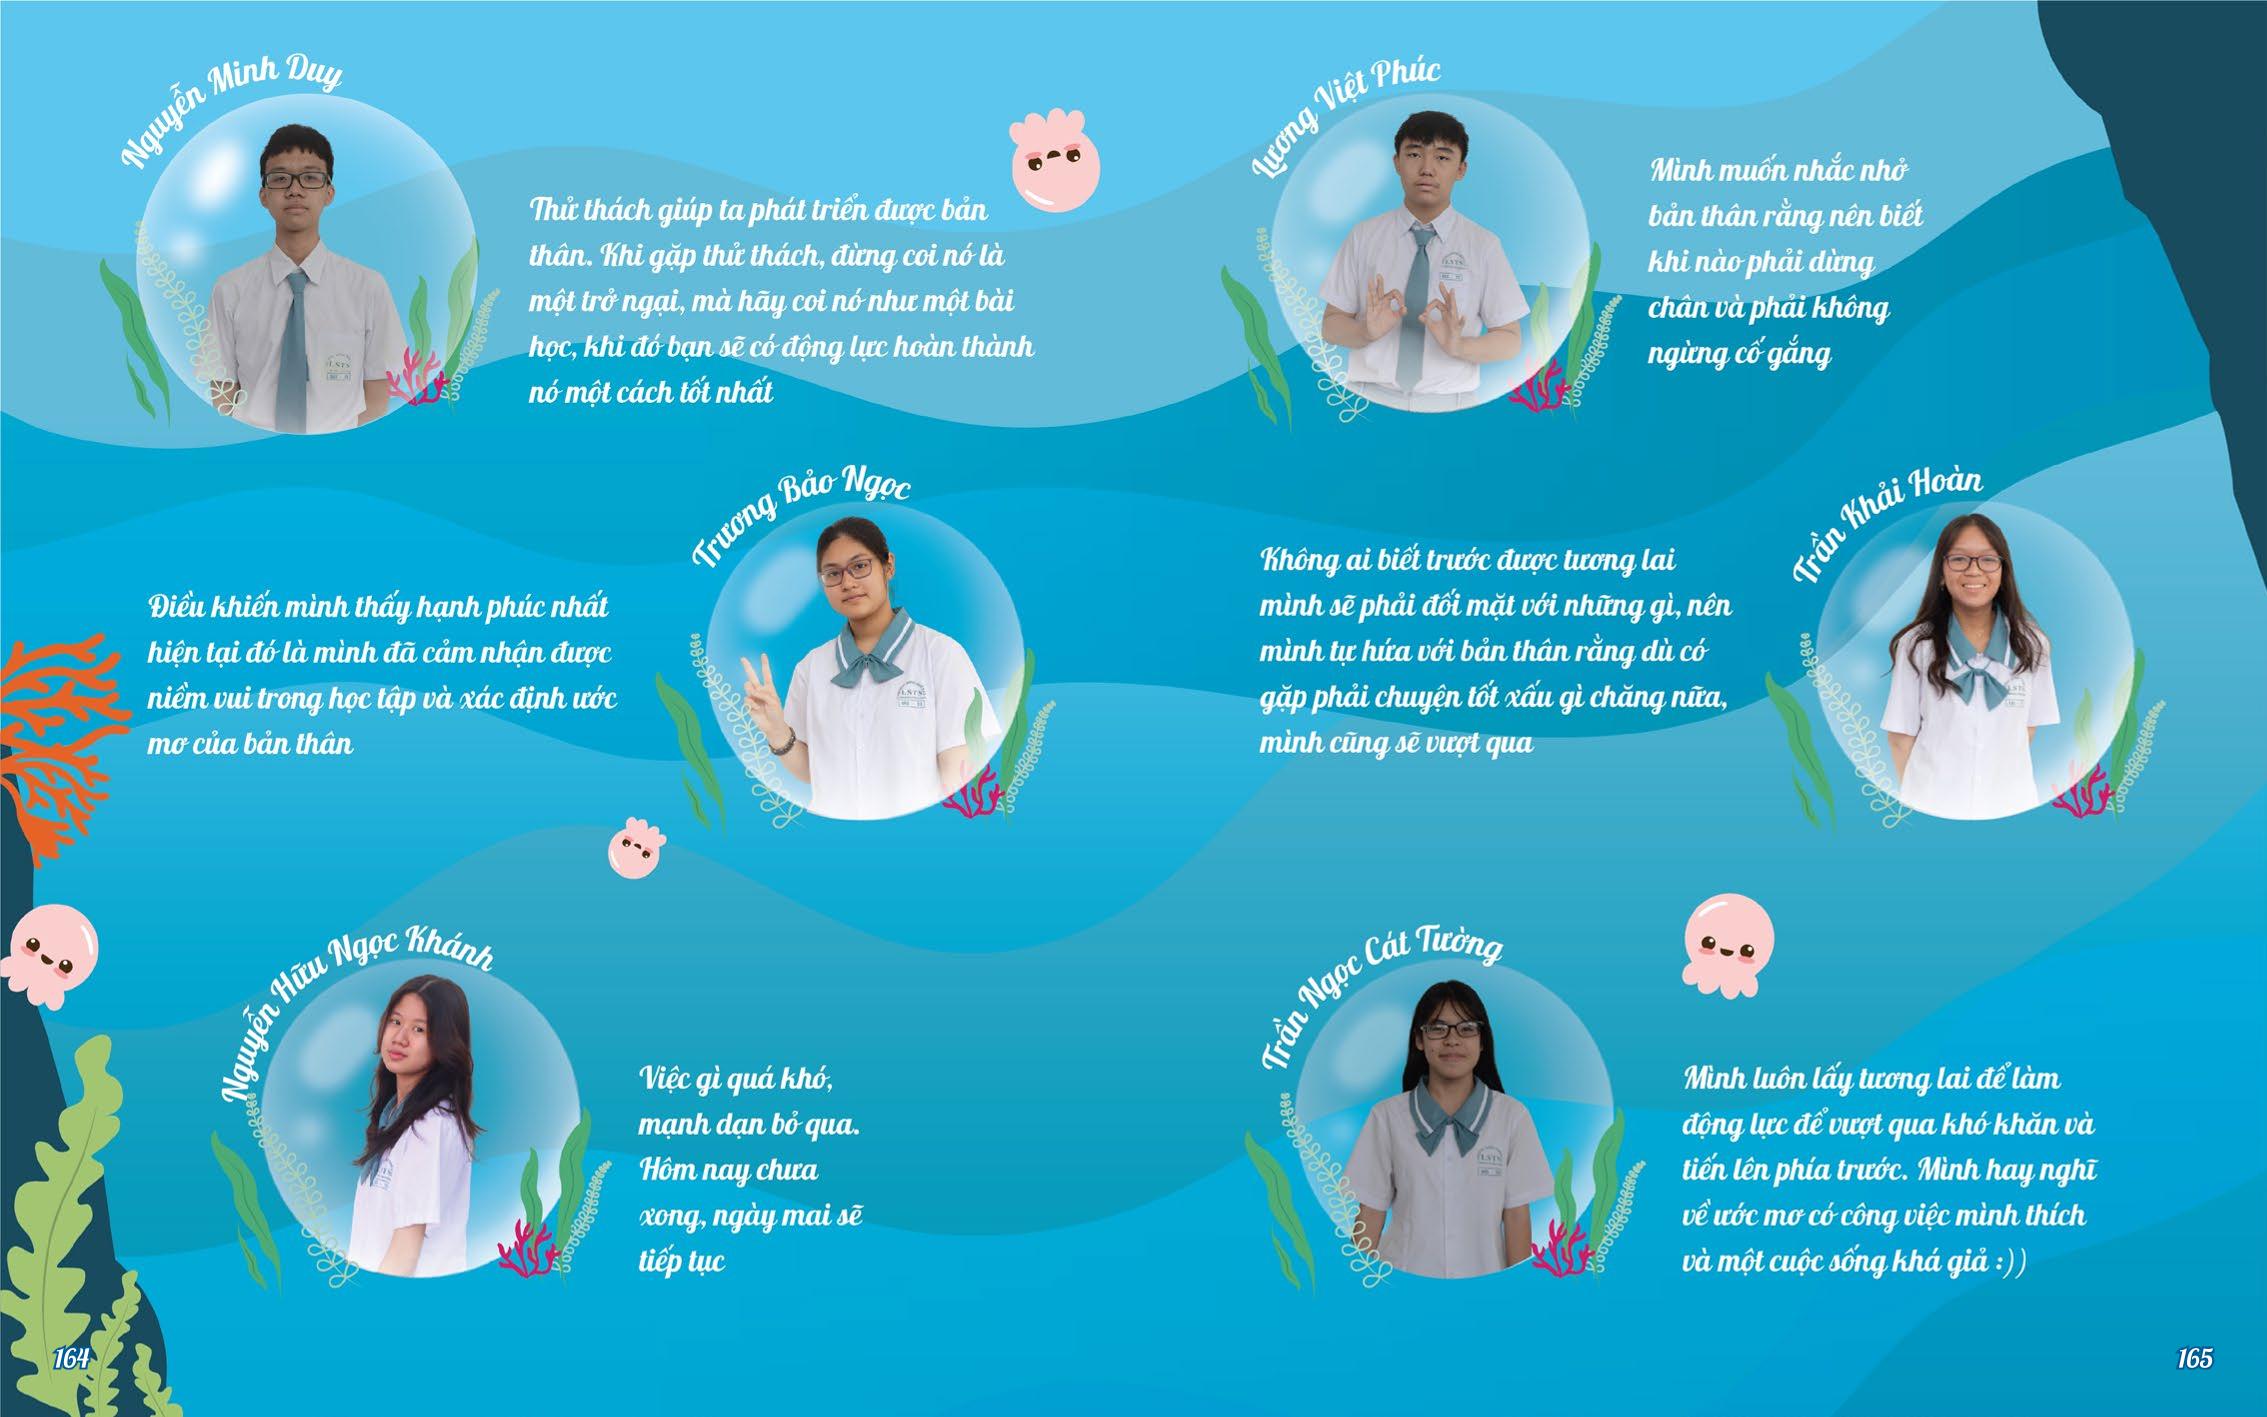 Nguyễn Minh Duy
Thử thách giúp ta phát triển được bản
thân. Khi gặp thử thách, đừng coi nó là
một trở ngại, mà hãy coi nó như một bài
học, khi đó bạn sẽ có động lực hoàn thành
nó một cách tốt nhất
Trương Bảo Ngọc
Điều khiến mình thấy hạnh phúc nhất
hiện tại đó là mình đã cảm nhận được
niềm vui trong học tập và xác định ước
mơ của bản thân
Nguyễn Hữu Ngọc Khánh
Việc gì quá khó,
mạnh dạn bỏ qua.
Hôm nay chưa
xong, ngày mai sẽ
tiếp tục
164
Lương Việt Phúc
Mình muốn nhắc nhở
bản thân rằng nên biết
khi nào phải dừng
chân và phải không
ngừng cố gắng
Trần Khải Hoàn
Không ai biết trước được tương lai
mình sẽ phải đối mặt với những gì, nên
mình tự hứa với bản thân rằng dù có
gặp phải chuyện tốt xấu gì chăng nữa,
mình cũng sẽ vượt qua
Trần Ngọc Cát Tường
Mình luôn lấy tương lai để làm
động lực để vượt qua khó khăn và
tiến lên phía trước. Mình hay nghĩ
về ước mơ có công việc mình thích
và một cuộc sống khá giả :))
165
LSTS
LSTS
LSTS
LSTS